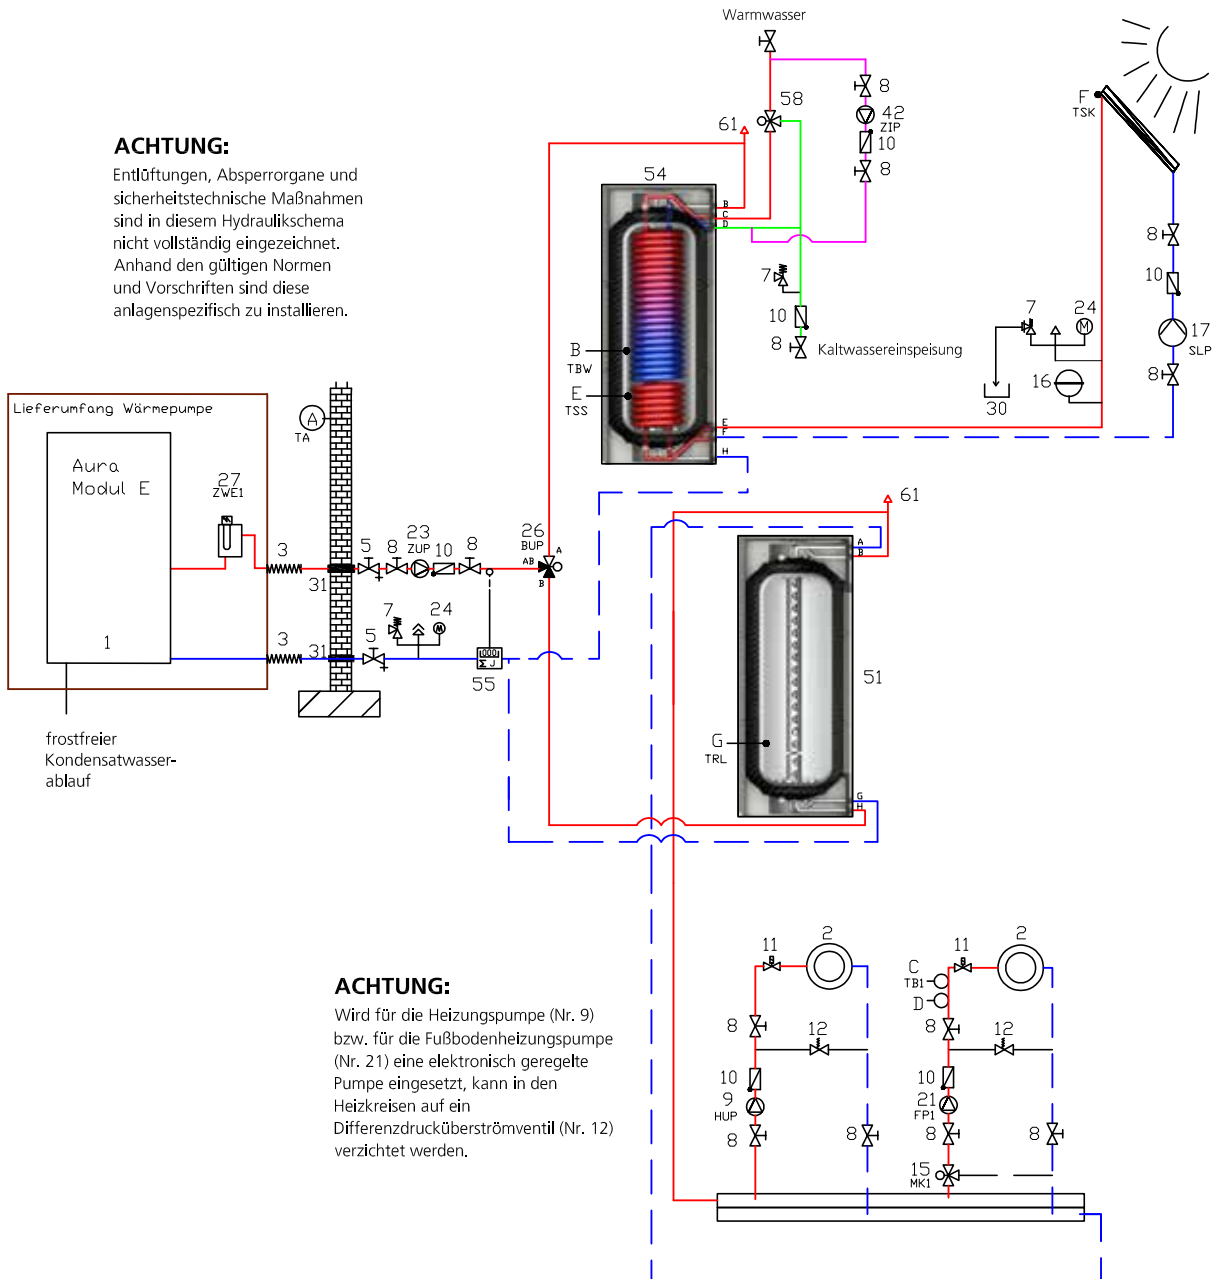 Warmwasser
8
58
42
ZIP
61
10
8
F
TSK
ACHTUNG:
Entlüftungen, Absperrorgane und
sicherheitstechnische Maßnahmen
sind in diesem Hydraulikschema
nicht vollständig eingezeichnet.
Anhand den gültigen Normen
und Vorschriften sind diese
anlagenspezifisch zu installieren.
54
B
C
D
7
10
8
Kaltwassereinspeisung
B
TBW
E
TSS
E
F
H
8
10
7
24
M
17
SLP
16
8
30
Lieferumfang Wärmepumpe
A
TA
Aura
Modul E
27
ZWE1
1
3
3
31
31
5
8
23
ZUP
10
8
26
BUP
A
AB
B
7
24
M
5
55
Σ J
61
A
B
51
G
TRL
G
H
frostfreier
Kondensatwasser-
ablauf
ACHTUNG:
Wird für die Heizungspumpe (Nr. 9)
bzw. für die Fußbodenheizungspumpe
(Nr. 21) eine elektronisch geregelte
Pumpe eingesetzt, kann in den
Heizkreisen auf ein
Differenzdrucküberströmventil (Nr. 12)
verzichtet werden.
11
2
11
2
C
TB1
D
8
12
8
12
10
10
9
HUP
21
FP1
8
8
8
8
15
MK1